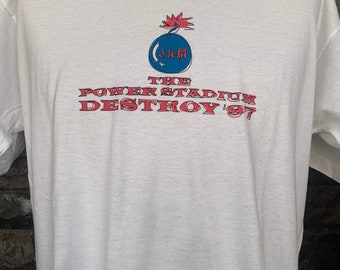 J.A.M
THE
POWER STADIUM
DESTROY '97